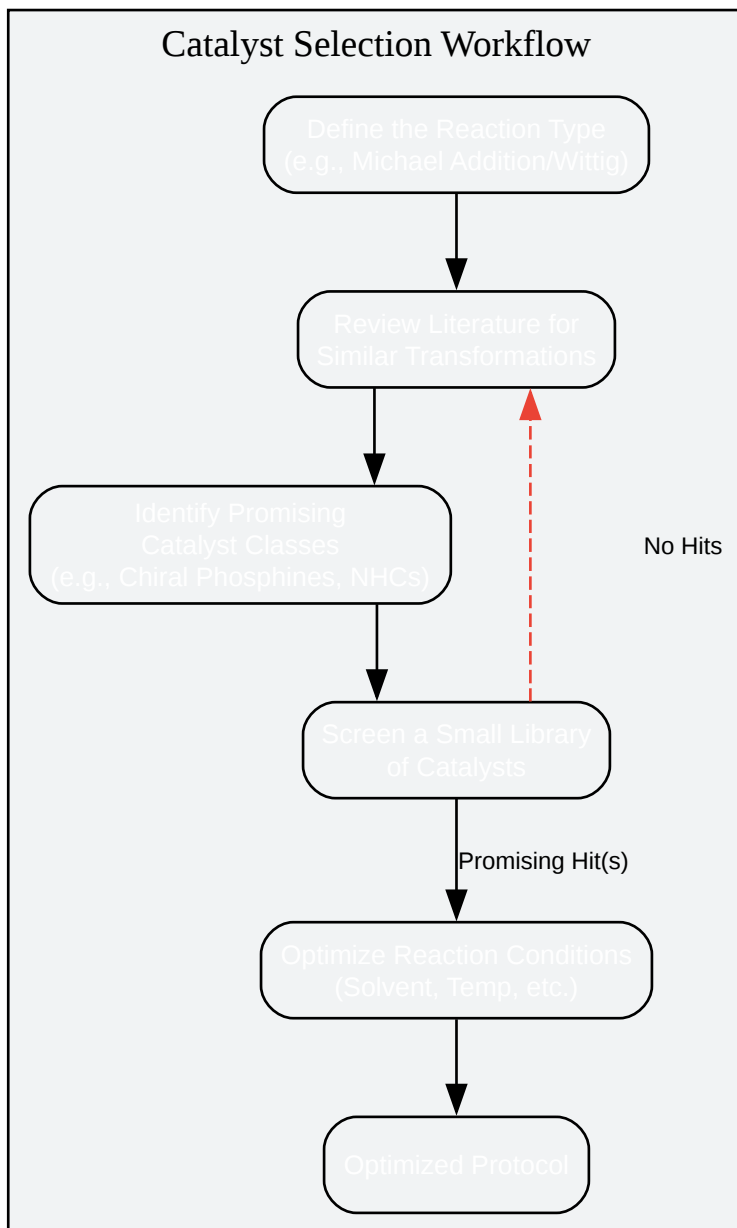 Catalyst Selection Workflow
Define the Reaction Type
(e.g., Michael Addition/Wittig)
Review Literature for
Similar Transformations
Identify Promising
Catalyst Classes
(e.g., Chiral Phosphines, NHCs)
No Hits
Screen a Small Library
of Catalysts
Promising Hit(s)
Optimize Reaction Conditions
(Solvent, Temp, etc.)
Optimized Protocol